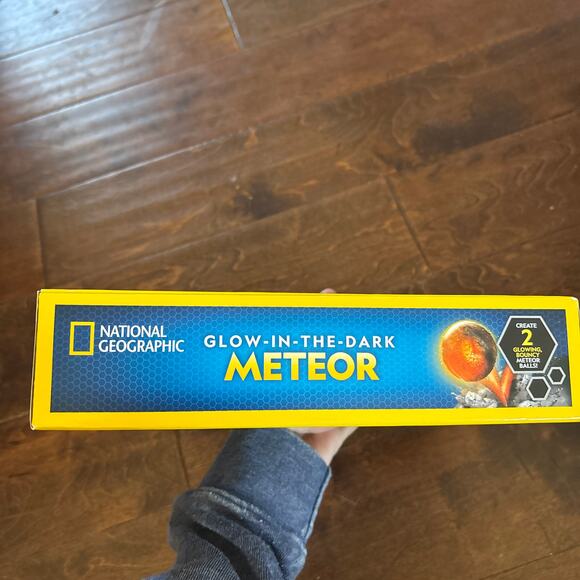 NATIONAL
GEOGRAPHIC
GLOW-IN-THE-DARK
METEOR
CREATE
2
GLOWING,
BOUNCY
METEOR
BALLS!